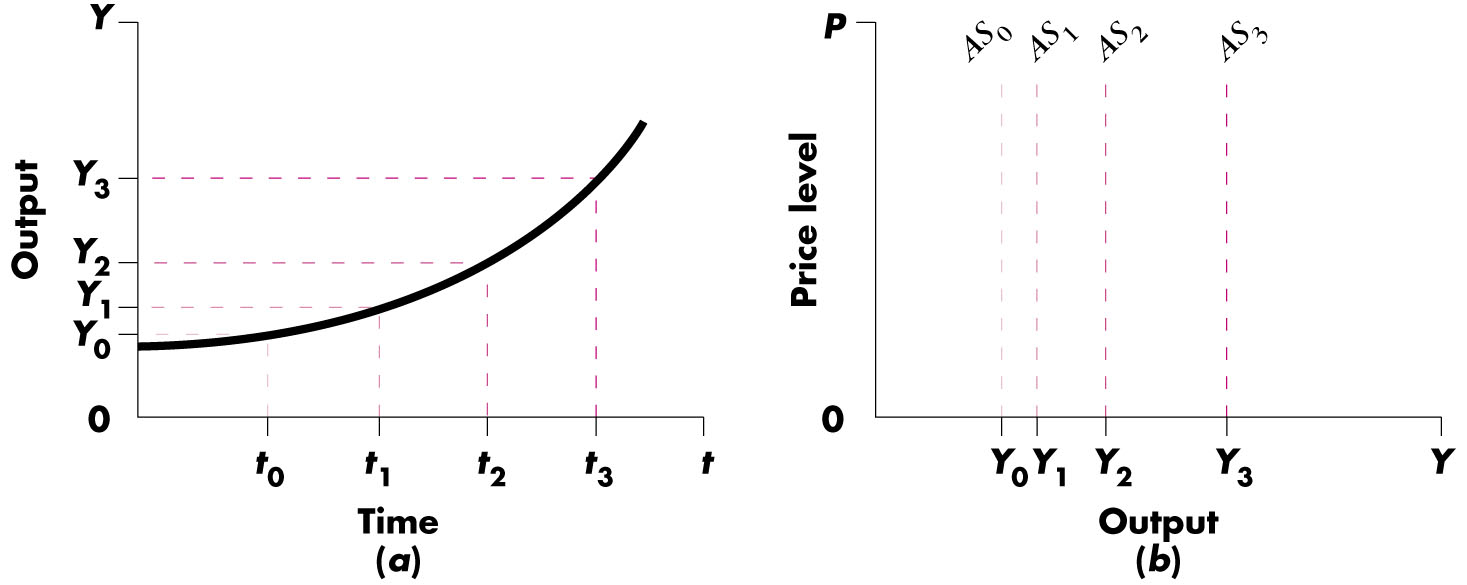 Y
Output
Y3
Y2
Y1
Y0
0
t0 t1 t2 t3 t
Time
(a)
P
AS0 AS1 AS2 AS3
Price level
0
Y0 Y1 Y2 Y3 Y
Output
(b)